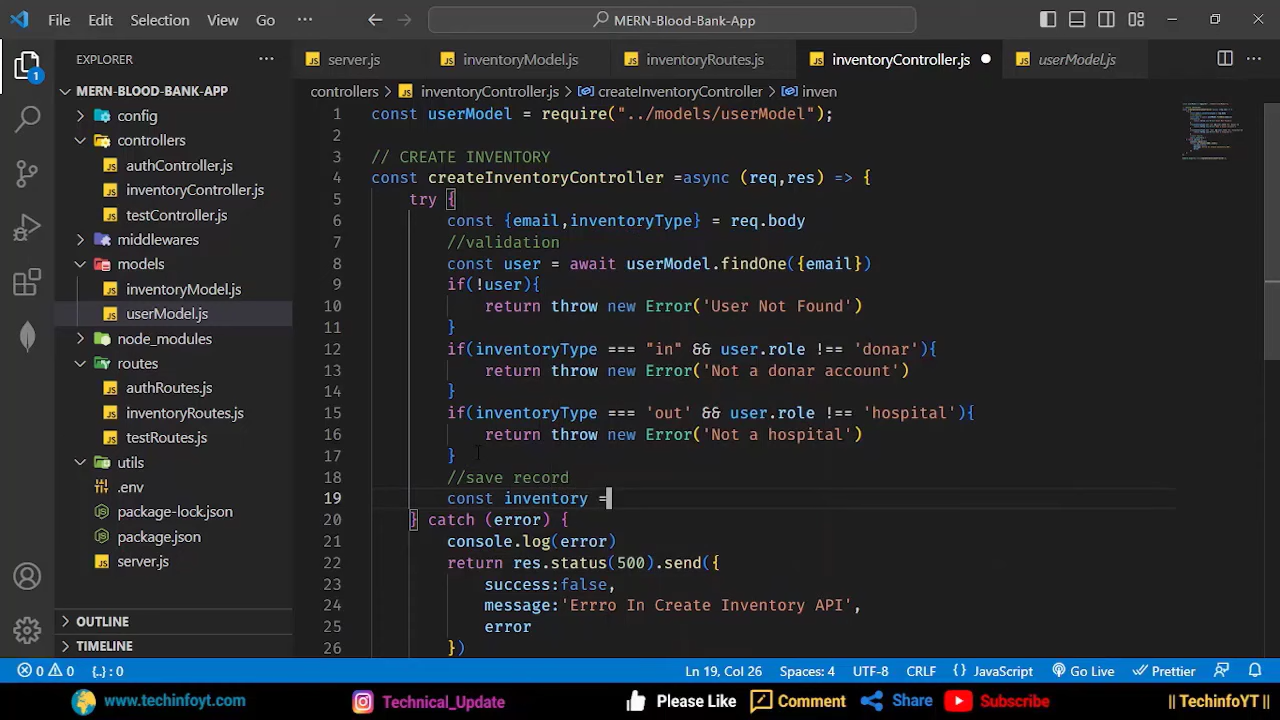 File Edit Selection View Go ··· MERN-Blood-Bank-App
EXPLORER ···
server.js inventoryModel.js inventoryRoutes.js inventoryController.js userModel.js ···
MERN-BLOOD-BANK-APP
controllers > inventoryController.js > createInventoryController > inven
config
controllers
authController.js
inventoryController.js
testController.js
middlewares
models
inventoryModel.js
userModel.js
node_modules
routes
authRoutes.js
inventoryRoutes.js
testRoutes.js
utils
.env
package-lock.json
package.json
server.js
OUTLINE
TIMELINE
1
1 const userModel = require("../models/userModel");
2
3 // CREATE INVENTORY
4 const createInventoryController =async (req,res) => {
5 try {
6 const {email,inventoryType} = req.body
7 //validation
8 const user = await userModel.findOne({email})
9 if(!user){
10 return throw new Error('User Not Found')
11 }
12 if(inventoryType === "in" && user.role !== 'donar'){
13 return throw new Error('Not a donar account')
14 }
15 if(inventoryType === 'out' && user.role !== 'hospital'){
16 return throw new Error('Not a hospital')
17 }
18 //save record
19 const inventory =
20 } catch (error) {
21 console.log(error)
22 return res.status(500).send({
23 success:false,
24 message:'Errro In Create Inventory API',
25 error
26 })
0 0 {..} : 0 Ln 19, Col 26 Spaces: 4 UTF-8 CRLF {} JavaScript Go Live Prettier
www.techinfoyt.com Technical_Update Please Like Comment Share Subscribe || TechinfoYT ||